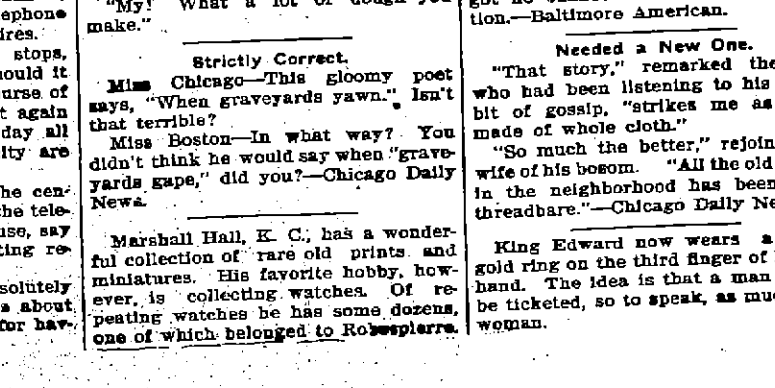 ephone
ires.
stops,
ould it
urse of
t again
day all
ity are
he cen-
he tele-
use, say
ting re-
solutely
s about
for hav-
"My! What a lot of dough you
make."
Strictly Correct.
Miss Chicago—This gloomy poet
says, "When graveyards yawn." Isn't
that terrible?
Miss Boston—In what way? You
didn't think he would say when "grave-
yards gape," did you?—Chicago Daily
News.
Marshall Hall, K. C., has a wonder-
ful collection of rare old prints and
miniatures. His favorite hobby, how-
ever, is collecting watches. Of re-
peating watches he has some dozens,
one of which belonged to Robespierre.
tion.—Baltimore American.
Needed a New One.
"That story," remarked the
who had been listening to his
bit of gossip, "strikes me as
made of whole cloth."
"So much the better," rejoin
wife of his bosom. "All the old
in the neighborhood has been
threadbare."—Chicago Daily Ne
King Edward now wears a
gold ring on the third finger of
hand. The idea is that a man
be ticketed, so to speak, as mu
woman.